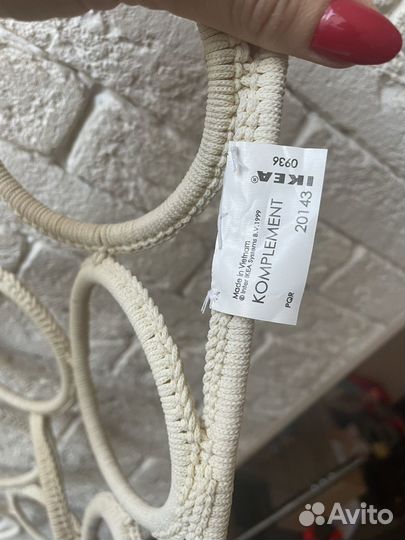 Made in Vietnam
© Inter IKEA Systems B.V. 1999
KOMPLEMENT
PQR
20143
IKEA®
0936
Avito